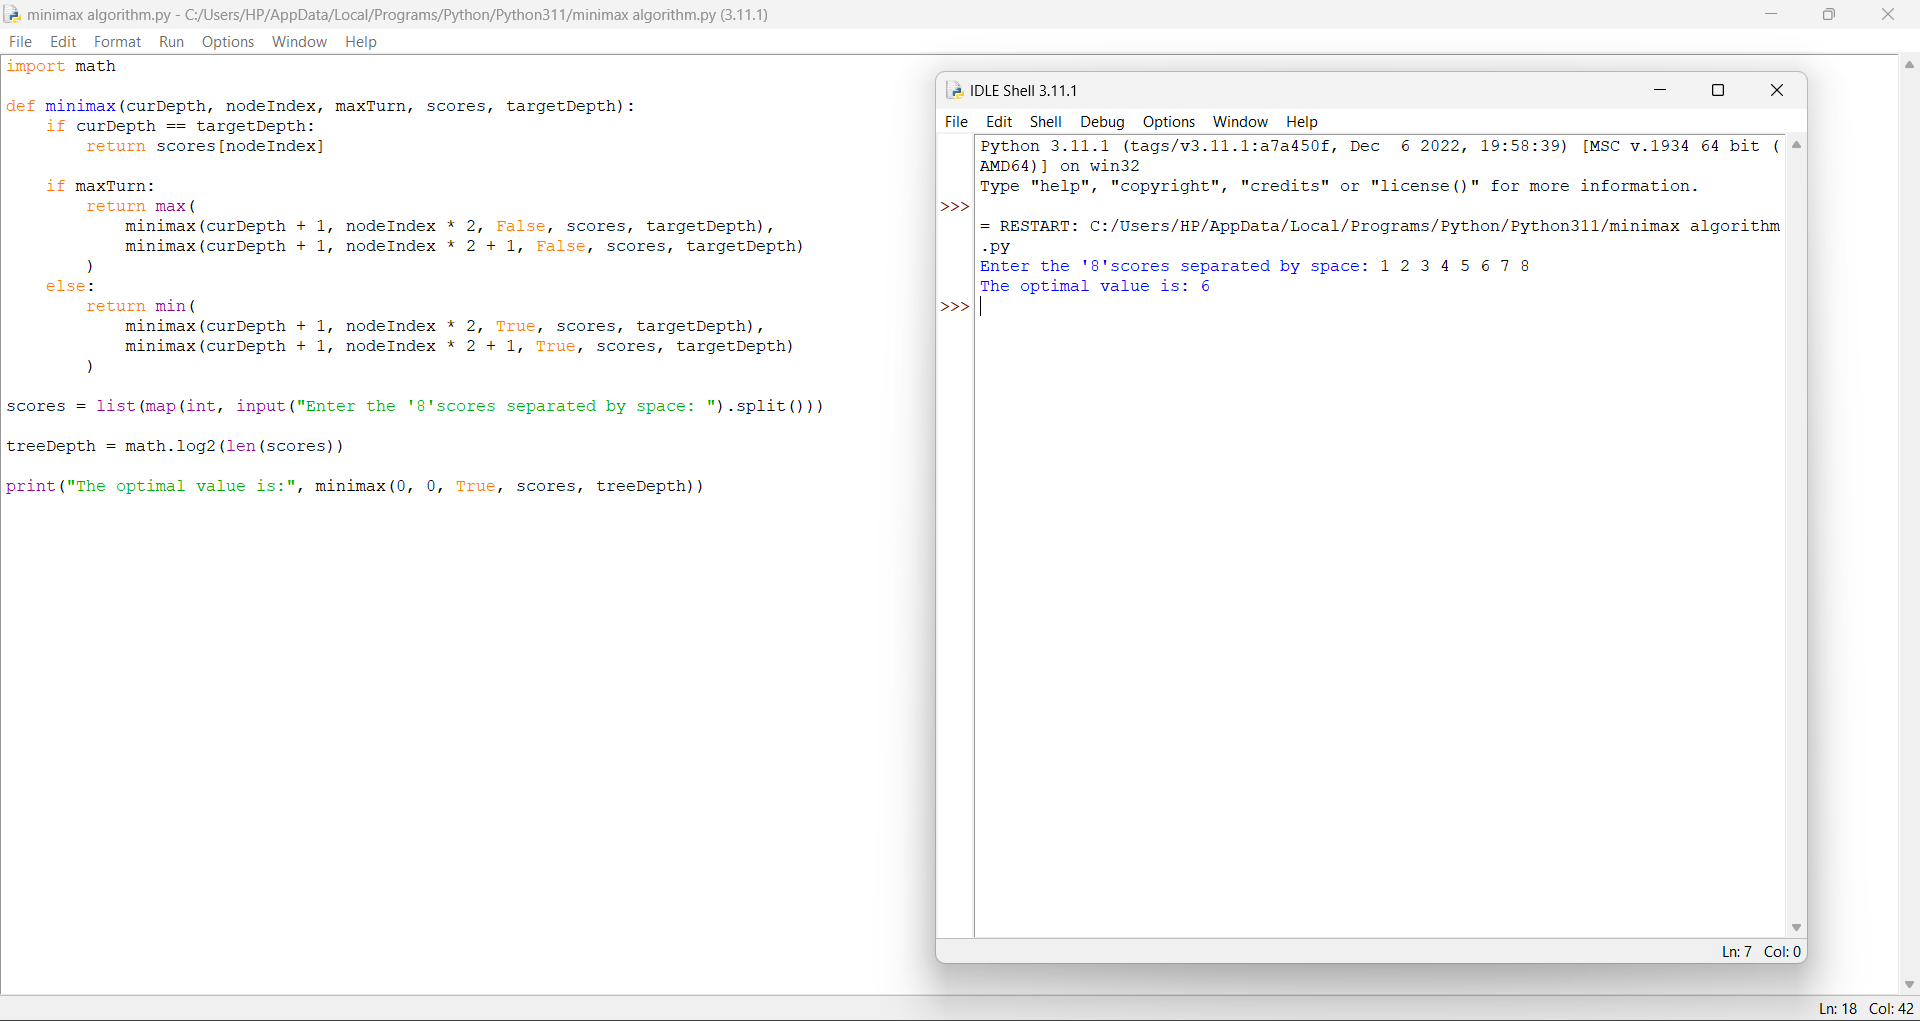 minimax algorithm.py - C:/Users/HP/AppData/Local/Programs/Python/Python311/minimax algorithm.py (3.11.1)
File Edit Format Run Options Window Help
import math

def minimax(curDepth, nodeIndex, maxTurn, scores, targetDepth):
    if curDepth == targetDepth:
        return scores[nodeIndex]

    if maxTurn:
        return max(
            minimax(curDepth + 1, nodeIndex * 2, False, scores, targetDepth),
            minimax(curDepth + 1, nodeIndex * 2 + 1, False, scores, targetDepth)
        )
    else:
        return min(
            minimax(curDepth + 1, nodeIndex * 2, True, scores, targetDepth),
            minimax(curDepth + 1, nodeIndex * 2 + 1, True, scores, targetDepth)
        )

scores = list(map(int, input("Enter the '8'scores separated by space: ").split()))

treeDepth = math.log2(len(scores))

print("The optimal value is:", minimax(0, 0, True, scores, treeDepth))
IDLE Shell 3.11.1
File Edit Shell Debug Options Window Help
Python 3.11.1 (tags/v3.11.1:a7a450f, Dec  6 2022, 19:58:39) [MSC v.1934 64 bit (
AMD64)] on win32
Type "help", "copyright", "credits" or "license()" for more information.
>>>
= RESTART: C:/Users/HP/AppData/Local/Programs/Python/Python311/minimax algorithm
.py
Enter the '8'scores separated by space: 1 2 3 4 5 6 7 8
The optimal value is: 6
>>>
Ln: 7 Col: 0
Ln: 18 Col: 42